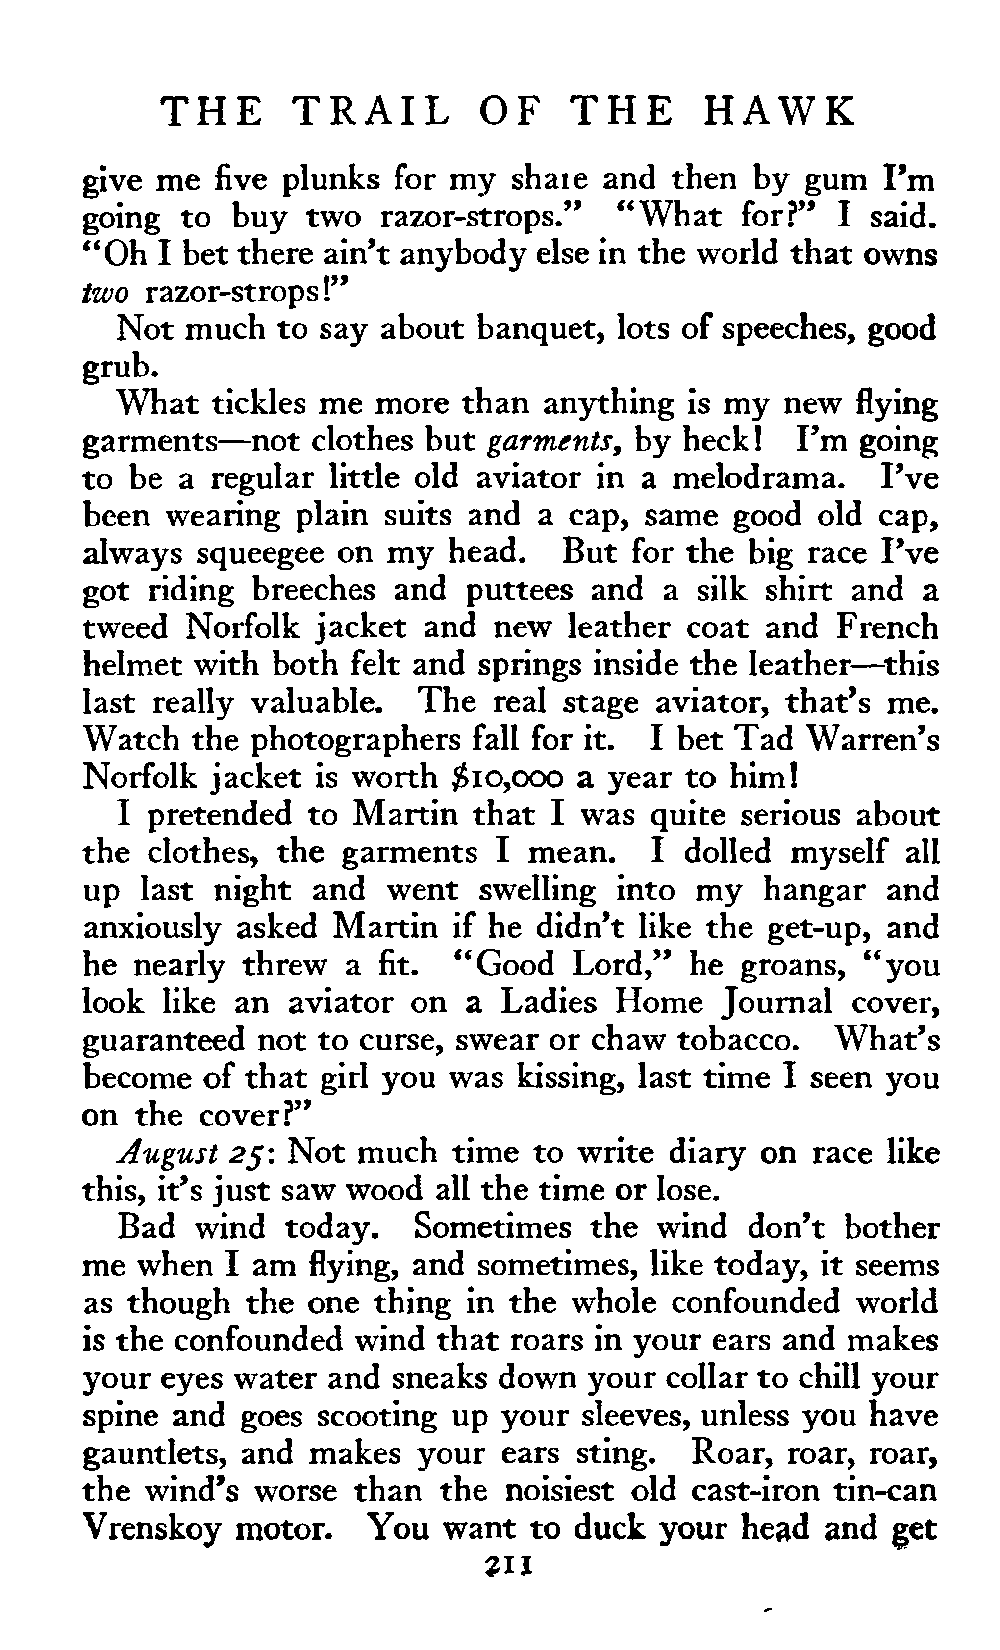 THE TRAIL OF THE HAWK
give me five plunks for my share and then by gum I'm
going to buy two razor-strops." "What for?" I said.
"Oh I bet there ain't anybody else in the world that owns
two razor-strops!"
Not much to say about banquet, lots of speeches, good
grub.
What tickles me more than anything is my new flying
garments—not clothes but garments, by heck! I'm going
to be a regular little old aviator in a melodrama. I've
been wearing plain suits and a cap, same good old cap,
always squeegee on my head. But for the big race I've
got riding breeches and puttees and a silk shirt and a
tweed Norfolk jacket and new leather coat and French
helmet with both felt and springs inside the leather—this
last really valuable. The real stage aviator, that's me.
Watch the photographers fall for it. I bet Tad Warren's
Norfolk jacket is worth $10,000 a year to him!
I pretended to Martin that I was quite serious about
the clothes, the garments I mean. I dolled myself all
up last night and went swelling into my hangar and
anxiously asked Martin if he didn't like the get-up, and
he nearly threw a fit. "Good Lord," he groans, "you
look like an aviator on a Ladies Home Journal cover,
guaranteed not to curse, swear or chaw tobacco. What's
become of that girl you was kissing, last time I seen you
on the cover?"
August 25: Not much time to write diary on race like
this, it's just saw wood all the time or lose.
Bad wind today. Sometimes the wind don't bother
me when I am flying, and sometimes, like today, it seems
as though the one thing in the whole confounded world
is the confounded wind that roars in your ears and makes
your eyes water and sneaks down your collar to chill your
spine and goes scooting up your sleeves, unless you have
gauntlets, and makes your ears sting. Roar, roar, roar,
the wind's worse than the noisiest old cast-iron tin-can
Vrenskoy motor. You want to duck your head and get
211